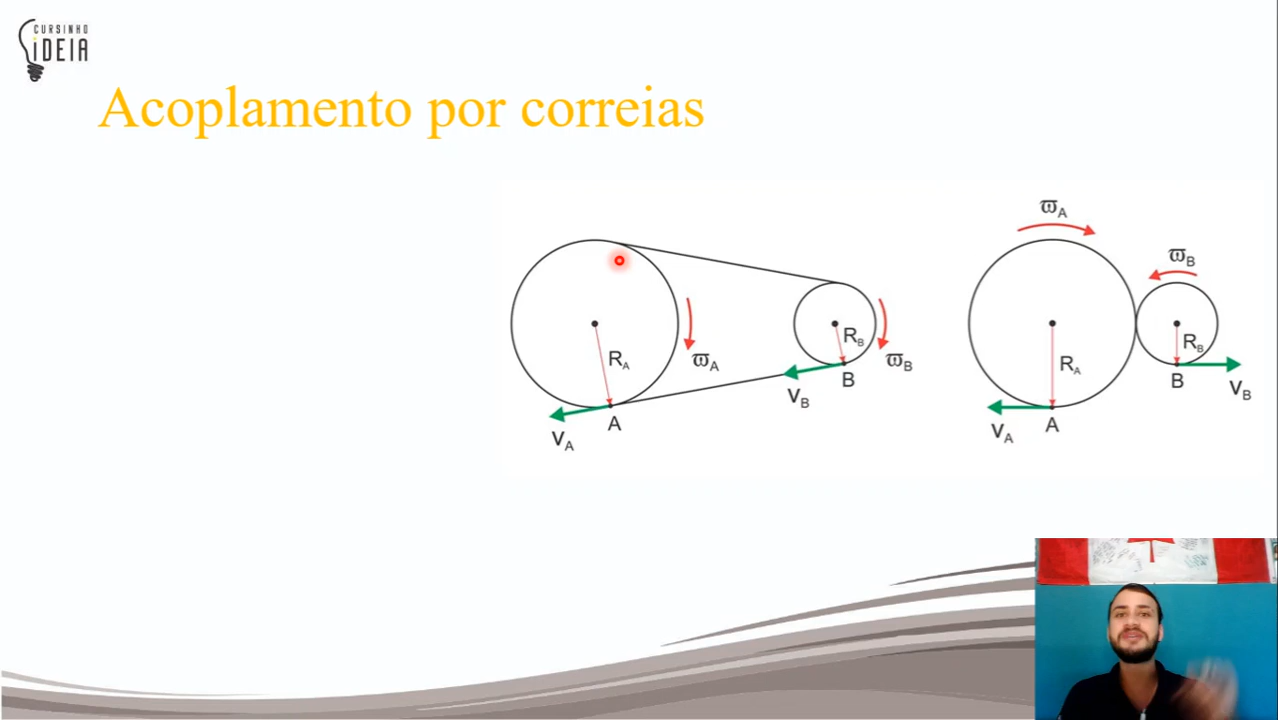 CURSINHO
iDEIA
Acoplamento por correias
ϖA
ϖB
RA
ϖA
RB
ϖB
B
VB
A
VA
RA
RB
B
VB
VA
A